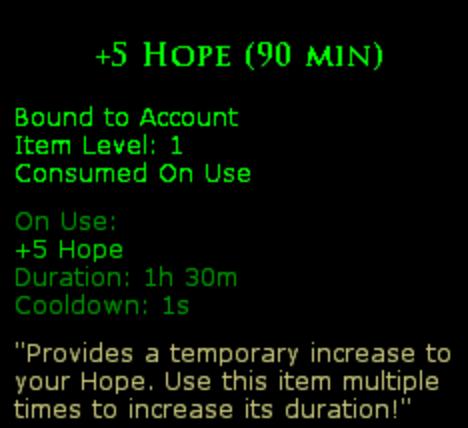 +5 Hope (90 min)
Bound to Account
Item Level: 1
Consumed On Use
On Use:
+5 Hope
Duration: 1h 30m
Cooldown: 1s
"Provides a temporary increase to
your Hope. Use this item multiple
times to increase its duration!"